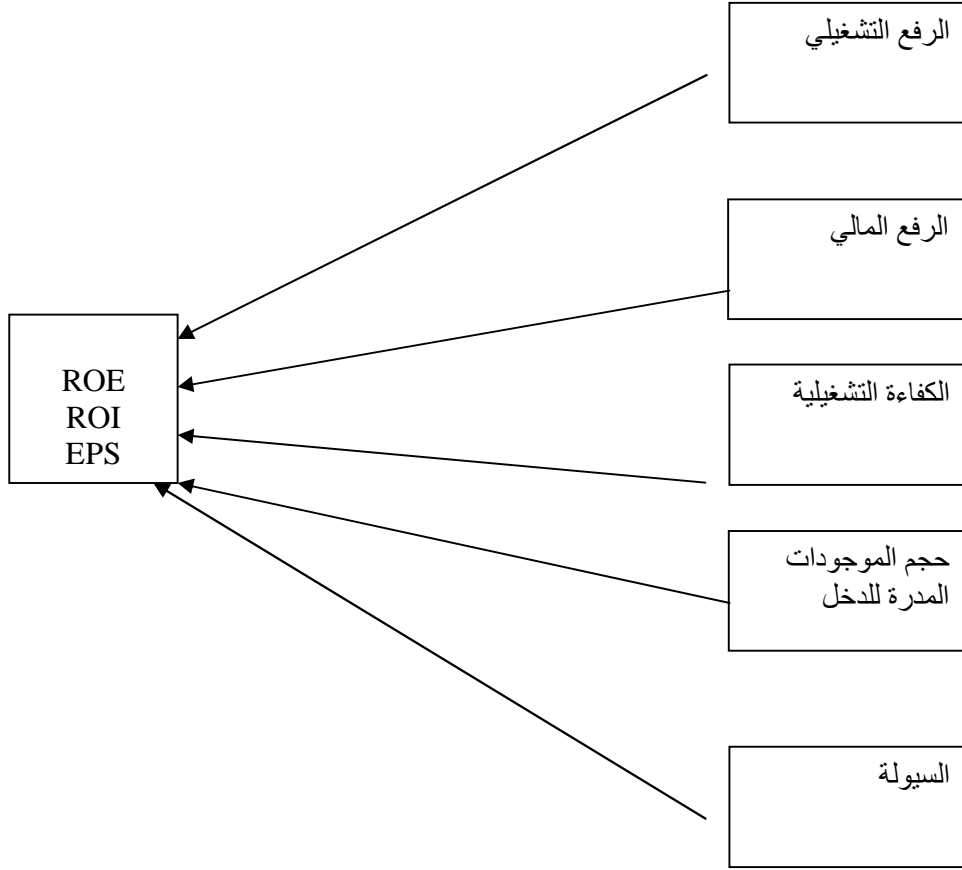 الرفع التشغيلي
الرفع المالي
الكفاءة التشغيلية
حجم الموجودات
المدرة للدخل
السيولة
ROE
ROI
EPS